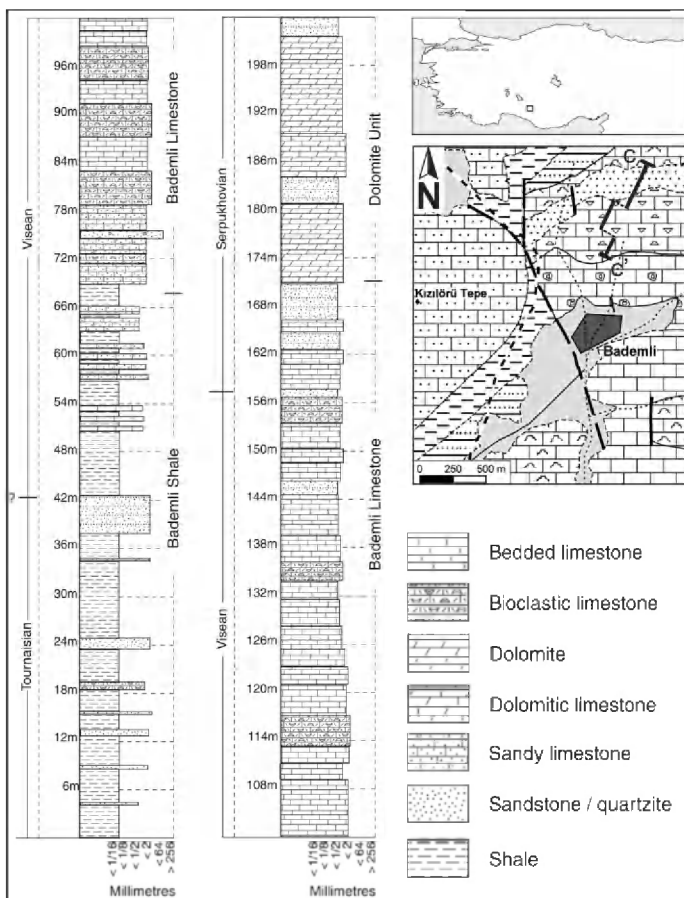 96m
90m
84m
78m
72m
66m
60m
54m
48m
42m
36m
30m
24m
18m
12m
6m
Visean
?
Tournaisian
Bademli Limestone
Bademli Shale
< 1/16
< 1/8
< 1/2
< 2
< 64
> 256
Millimetres
198m
192m
186m
180m
174m
168m
162m
156m
150m
144m
138m
132m
126m
120m
114m
108m
Serpukhovian
Visean
Dolomite Unit
Bademli Limestone
< 1/16
< 1/8
< 1/2
< 2
< 64
> 256
Millimetres
N
C
C'
Kızılörü Tepe
Bademli
0 250 500 m
Bedded limestone
Bioclastic limestone
Dolomite
Dolomitic limestone
Sandy limestone
Sandstone / quartzite
Shale